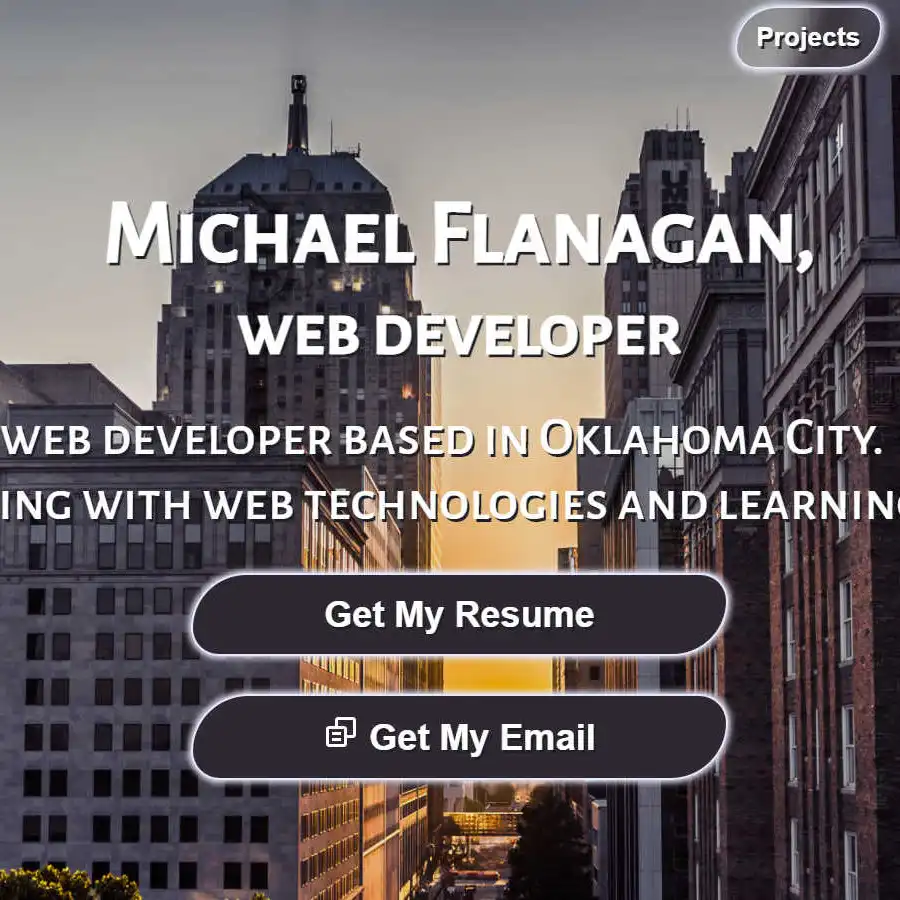 Projects
Michael Flanagan,
web developer
web developer based in Oklahoma City.
ing with web technologies and learning
Get My Resume
Get My Email